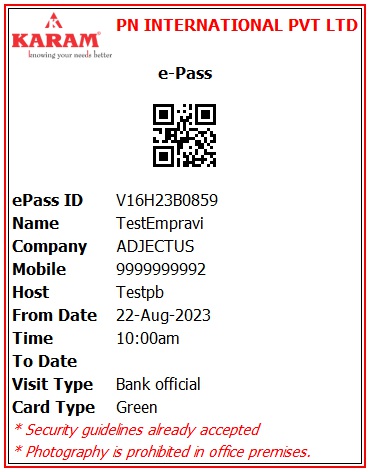 PN INTERNATIONAL PVT LTD
KARAM®
knowing your needs better
e-Pass
ePass ID V16H23B0859
Name TestEmpravi
Company ADJECTUS
Mobile 9999999992
Host Testpb
From Date 22-Aug-2023
Time 10:00am
To Date
Visit Type Bank official
Card Type Green
* Security guidelines already accepted
* Photography is prohibited in office premises.